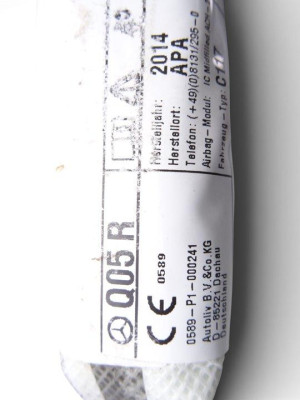 Q05 R
0589
0589-P1-000241
Autoliv B.V.&Co.KG
D - 85221 Dachau
Deutschland
Herstelljahr: 2014
Herstellort: APA
Telefon: (+49)(0)8131/295-0
Airbag-Modul: IC
Fahrzeug-Typ: